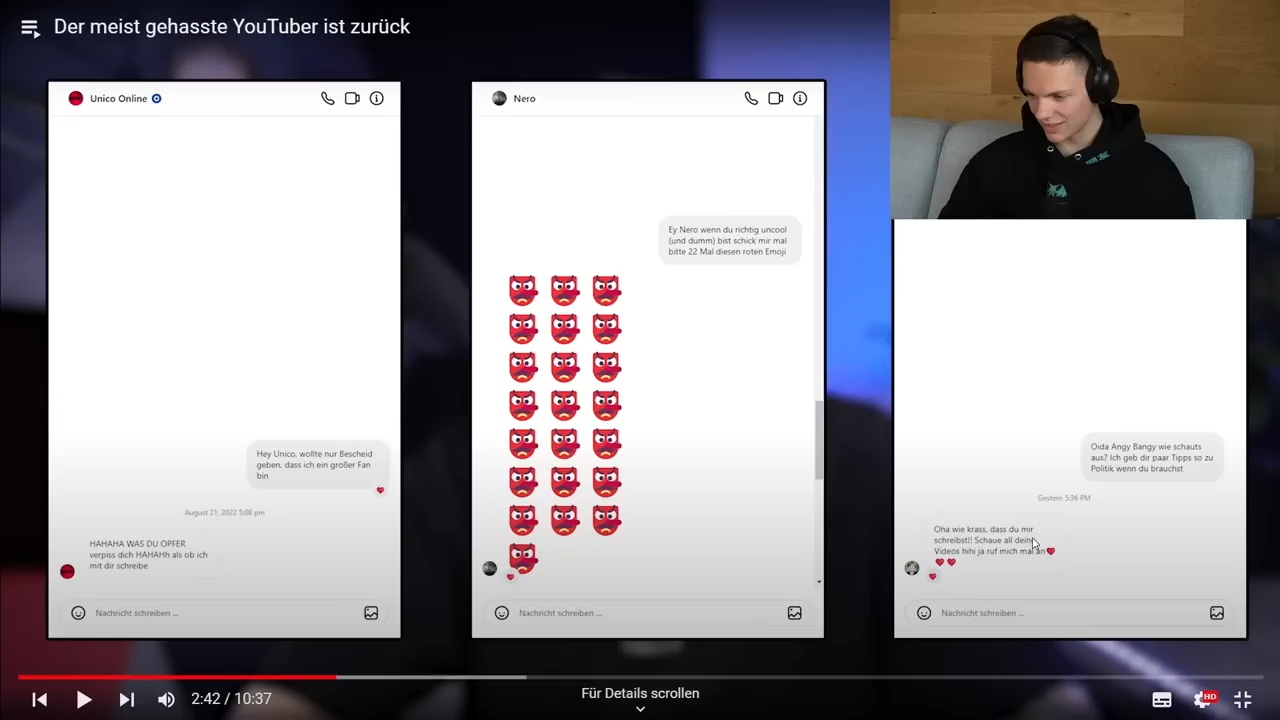 Der meist gehasste YouTuber ist zurück
Unico Online
Hey Unico, wollte nur Bescheid
geben, dass ich ein großer Fan
bin
August 21, 2022 5:08 pm
HAHAHA WAS DU OPFER
verpiss dich HAHAHh als ob ich
mit dir schreibe
Nachricht schreiben ...
Nero
Ey Nero wenn du richtig uncool
(und dumm) bist schick mir mal
bitte 22 Mal diesen roten Emoji
Nachricht schreiben ...
Oida Angy Bangy wie schauts
aus? Ich geb dir paar Tipps so zu
Politik wenn du brauchst
Gestern 5:36 PM
Oha wie krass, dass du mir
schreibst!! Schaue all deine
Videos hihi ja ruf mich mal an
Nachricht schreiben ...
2:42 / 10:37
Für Details scrollen
HD